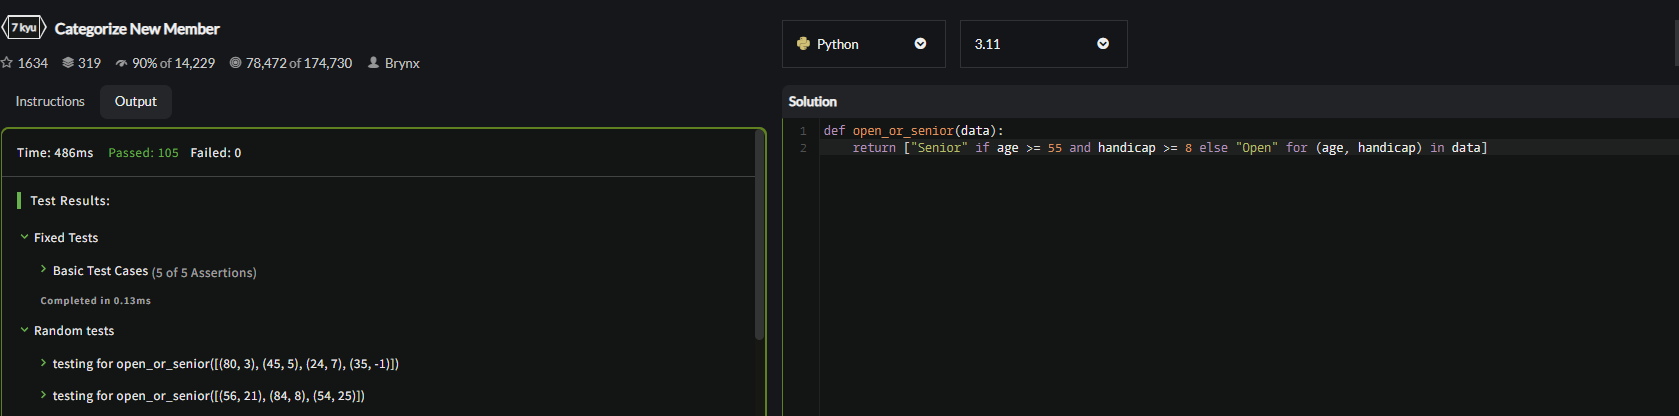 7 kyu Categorize New Member
1634 319 90% of 14,229 78,472 of 174,730 Brynx
Instructions Output
Time: 486ms Passed: 105 Failed: 0
Test Results:
Fixed Tests
Basic Test Cases (5 of 5 Assertions)
Completed in 0.13ms
Random tests
testing for open_or_senior([(80, 3), (45, 5), (24, 7), (35, -1)])
testing for open_or_senior([(56, 21), (84, 8), (54, 25)])
Python 3.11
Solution
1 def open_or_senior(data):
2 return ["Senior" if age >= 55 and handicap >= 8 else "Open" for (age, handicap) in data]